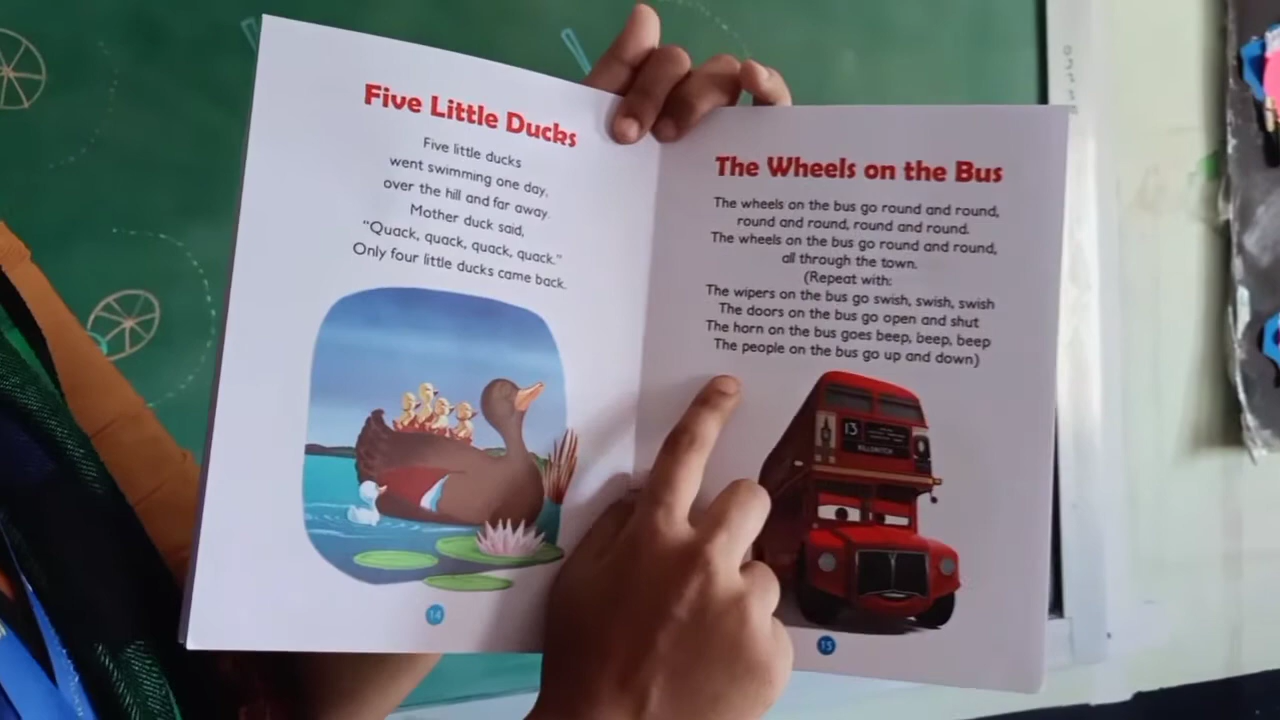 Five Little Ducks
Five little ducks
went swimming one day,
over the hill and far away.
Mother duck said,
"Quack, quack, quack, quack."
Only four little ducks came back.
14
The Wheels on the Bus
The wheels on the bus go round and round,
round and round, round and round.
The wheels on the bus go round and round,
all through the town.
(Repeat with:
The wipers on the bus go swish, swish, swish
The doors on the bus go open and shut
The horn on the bus goes beep, beep, beep
The people on the bus go up and down)
13
15